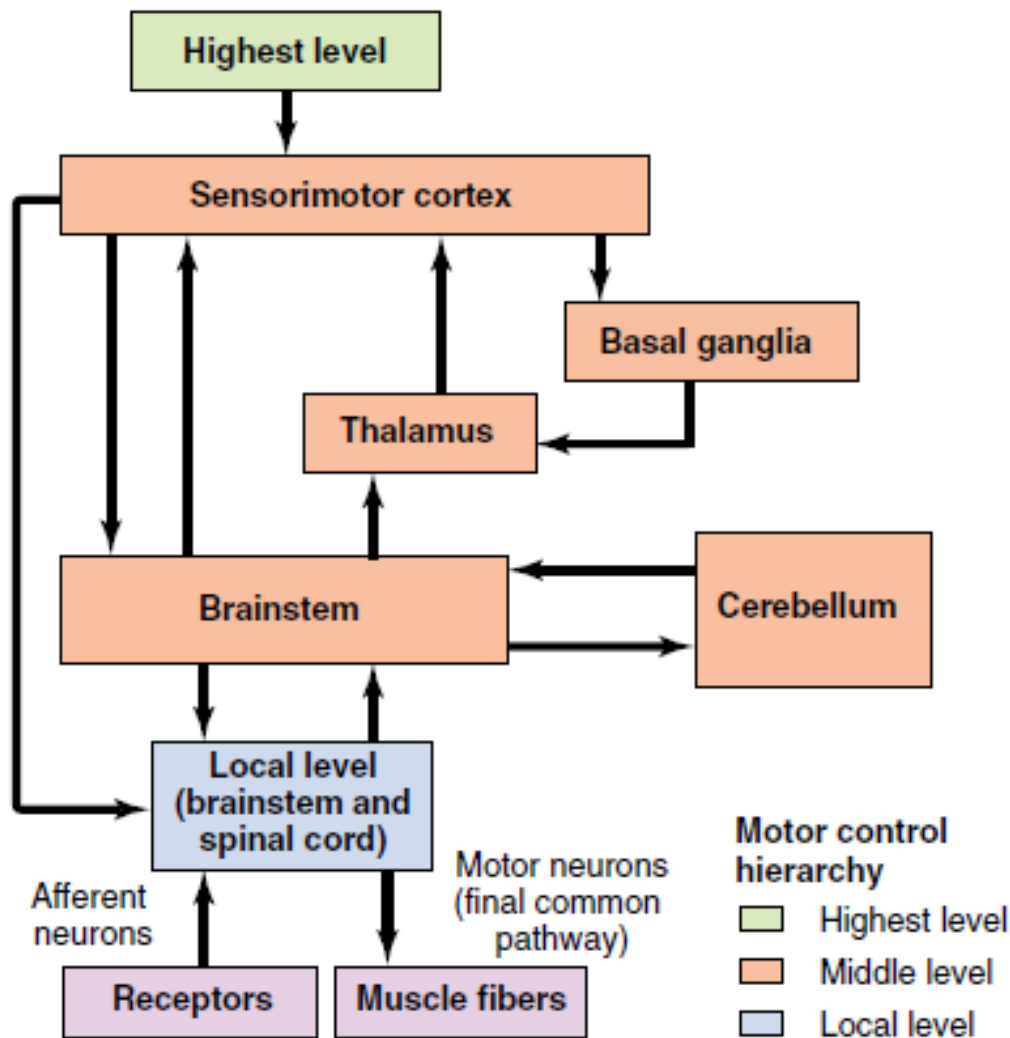 Highest level
Sensorimotor cortex
Basal ganglia
Thalamus
Brainstem
Cerebellum
Local level
(brainstem and
spinal cord)
Afferent
neurons
Motor neurons
(final common
pathway)
Receptors
Muscle fibers
Motor control
hierarchy
Highest level
Middle level
Local level